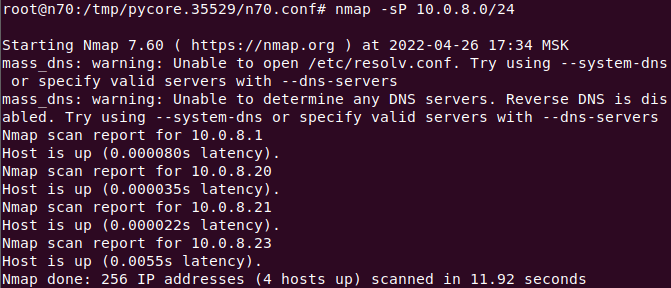 root@n70:/tmp/pycore.35529/n70.conf# nmap -sP 10.0.8.0/24
Starting Nmap 7.60 ( https://nmap.org ) at 2022-04-26 17:34 MSK
mass_dns: warning: Unable to open /etc/resolv.conf. Try using --system-dns
 or specify valid servers with --dns-servers
mass_dns: warning: Unable to determine any DNS servers. Reverse DNS is dis
abled. Try using --system-dns or specify valid servers with --dns-servers
Nmap scan report for 10.0.8.1
Host is up (0.000080s latency).
Nmap scan report for 10.0.8.20
Host is up (0.000035s latency).
Nmap scan report for 10.0.8.21
Host is up (0.000022s latency).
Nmap scan report for 10.0.8.23
Host is up (0.0055s latency).
Nmap done: 256 IP addresses (4 hosts up) scanned in 11.92 seconds